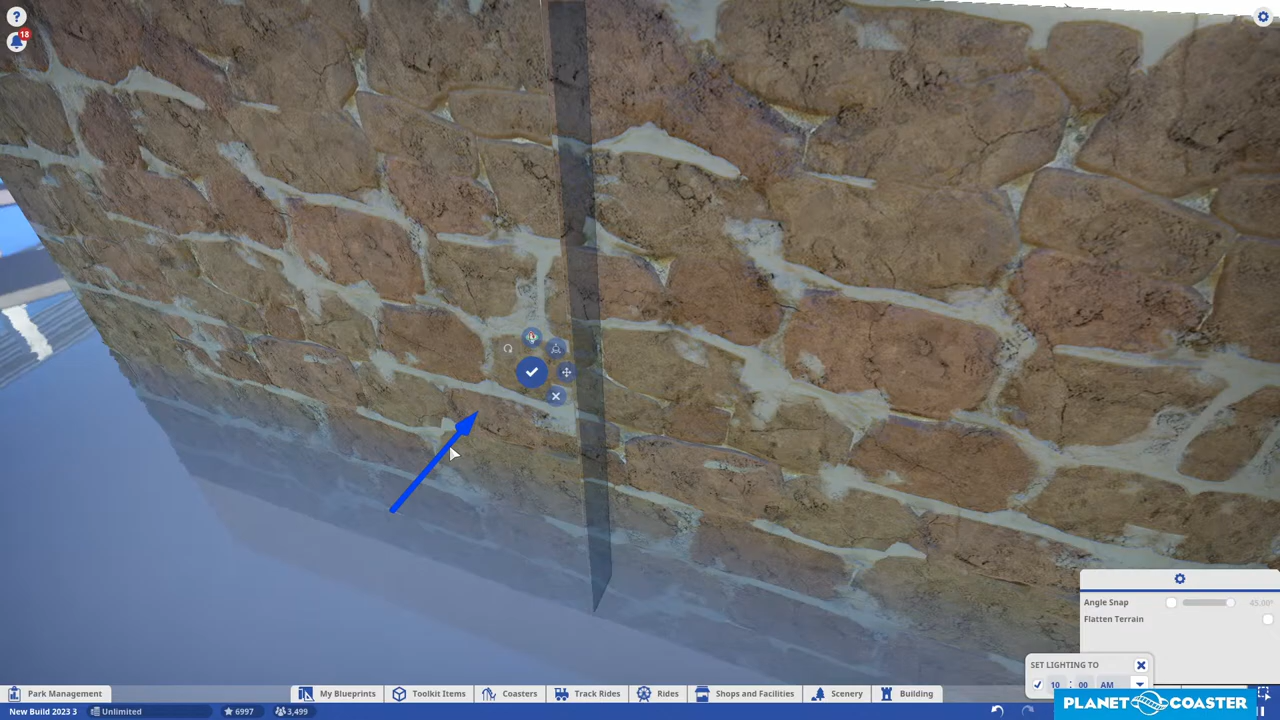 ?
18
Angle Snap
45.00°
Flatten Terrain
SET LIGHTING TO
10 : 00 AM
Park Management
My Blueprints
Toolkit Items
Coasters
Track Rides
Rides
Shops and Facilities
Scenery
Building
New Build 2023 3
Unlimited
6997
3,499
PLANET COASTER